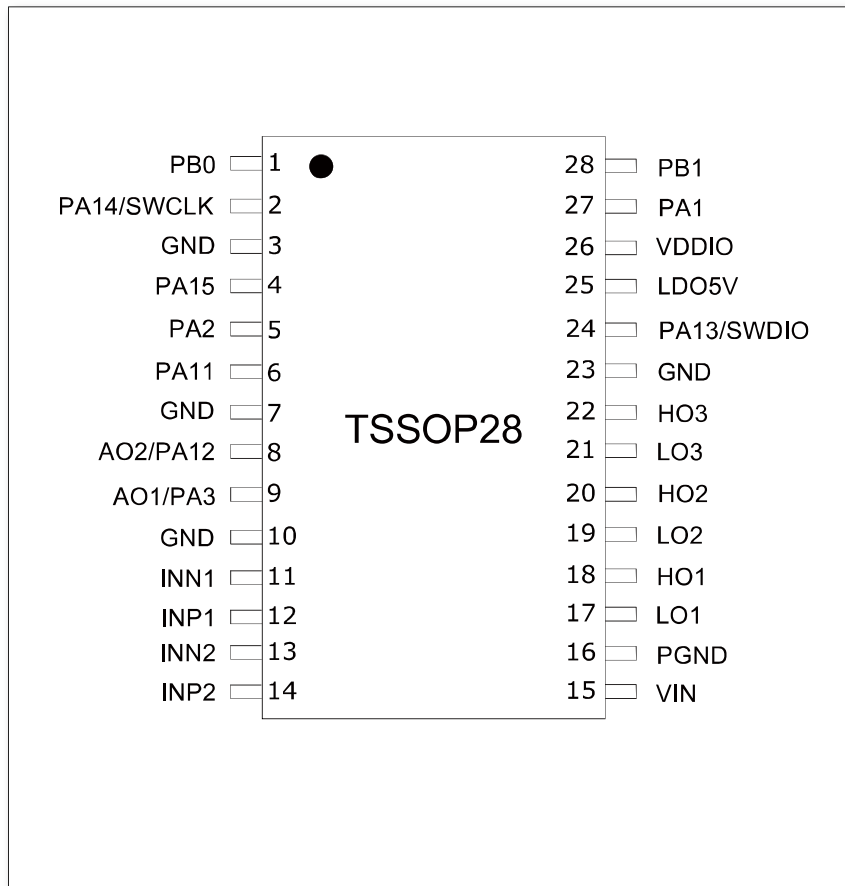 PB0 1 28 PB1
PA14/SWCLK 2 27 PA1
GND 3 26 VDDIO
PA15 4 25 LDO5V
PA2 5 24 PA13/SWDIO
PA11 6 23 GND
GND 7 22 HO3
TSSOP28
AO2/PA12 8 21 LO3
AO1/PA3 9 20 HO2
GND 10 19 LO2
INN1 11 18 HO1
INP1 12 17 LO1
INN2 13 16 PGND
INP2 14 15 VIN